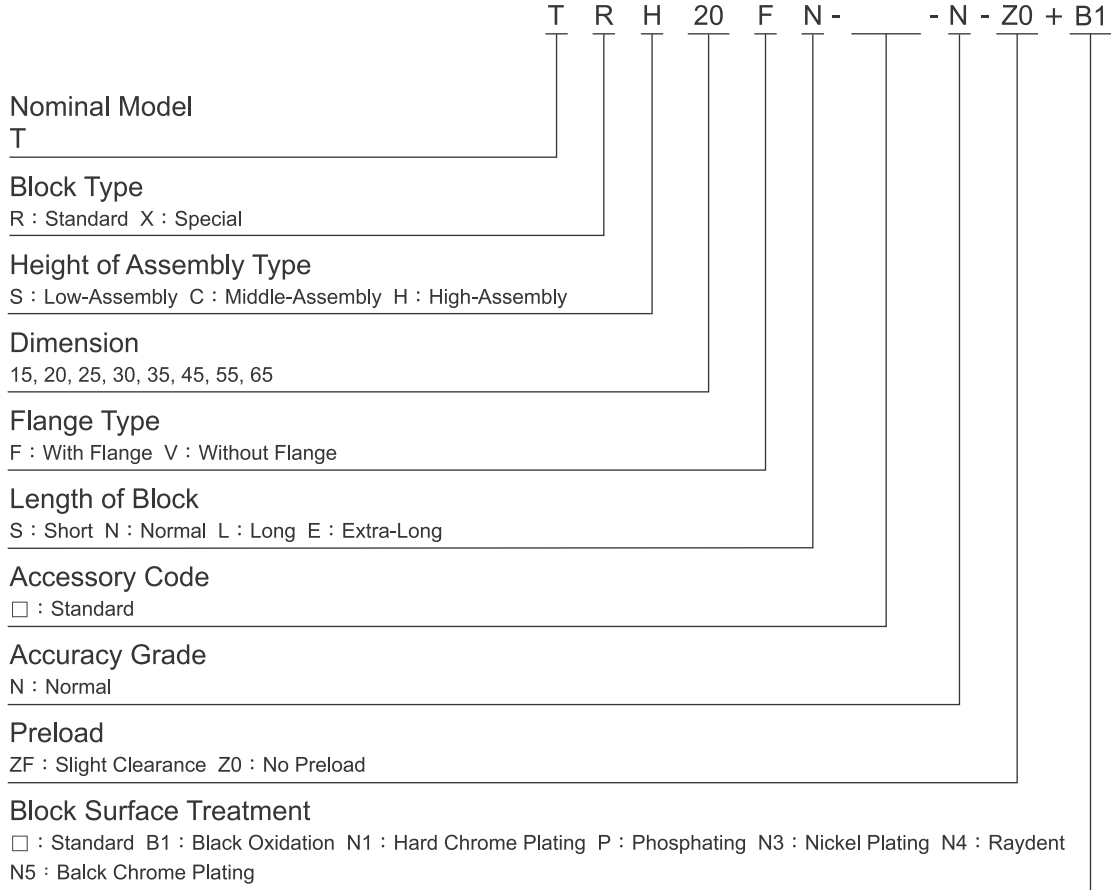 T R H 20 F N - - N - Z0 + B1
Nominal Model
T
Block Type
R：Standard X：Special
Height of Assembly Type
S：Low-Assembly C：Middle-Assembly H：High-Assembly
Dimension
15, 20, 25, 30, 35, 45, 55, 65
Flange Type
F：With Flange V：Without Flange
Length of Block
S：Short N：Normal L：Long E：Extra-Long
Accessory Code
□：Standard
Accuracy Grade
N：Normal
Preload
ZF：Slight Clearance Z0：No Preload
Block Surface Treatment
□：Standard B1：Black Oxidation N1：Hard Chrome Plating P：Phosphating N3：Nickel Plating N4：Raydent
N5：Balck Chrome Plating